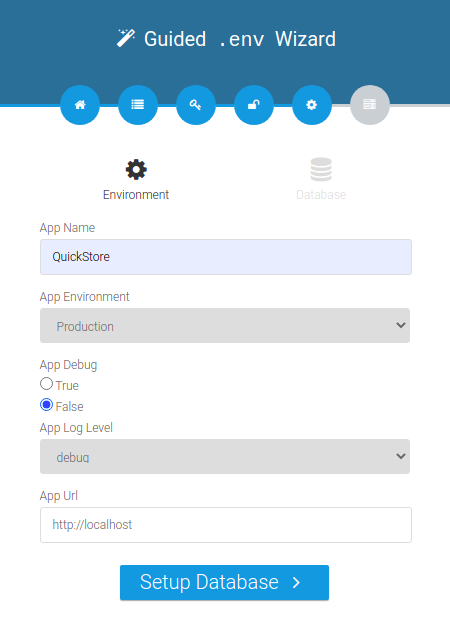 Guided .env Wizard
Environment
Database
App Name
QuickStore
App Environment
Production
App Debug
True
False
App Log Level
debug
App Url
http://localhost
Setup Database